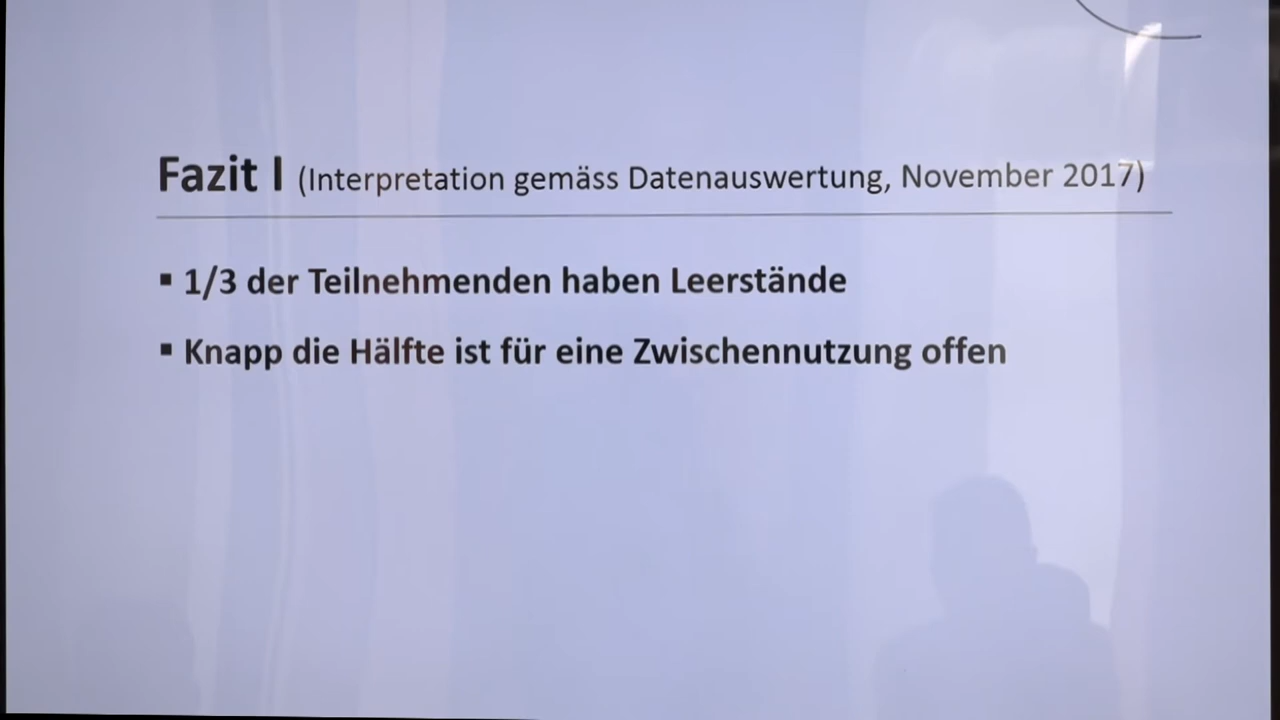 Fazit I (Interpretation gemäss Datenauswertung, November 2017)
▪ 1/3 der Teilnehmenden haben Leerstände
▪ Knapp die Hälfte ist für eine Zwischennutzung offen